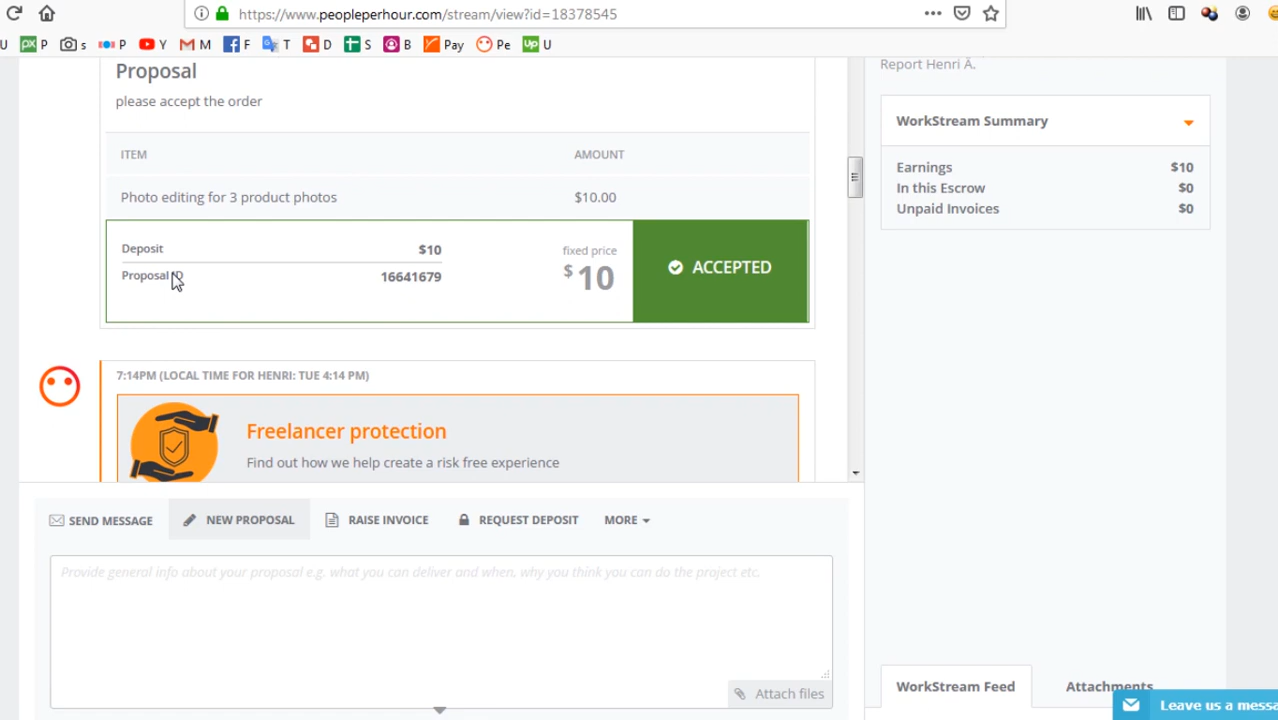 https://www.peopleperhour.com/stream/view?id=18378545
U PX P s P Y M F T D S B Pay Pe Up U
Proposal
please accept the order
ITEM AMOUNT
Photo editing for 3 product photos $10.00
Deposit $10
Proposal ID 16641679
fixed price
$10
ACCEPTED
7:14PM (LOCAL TIME FOR HENRI: TUE 4:14 PM)
Freelancer protection
Find out how we help create a risk free experience
SEND MESSAGE NEW PROPOSAL RAISE INVOICE REQUEST DEPOSIT MORE
Provide general info about your proposal e.g. what you can deliver and when, why you think you can do the project etc.
Attach files
Report Henri Ä.
WorkStream Summary
Earnings $10
In this Escrow $0
Unpaid Invoices $0
WorkStream Feed Attachments
Leave us a messa